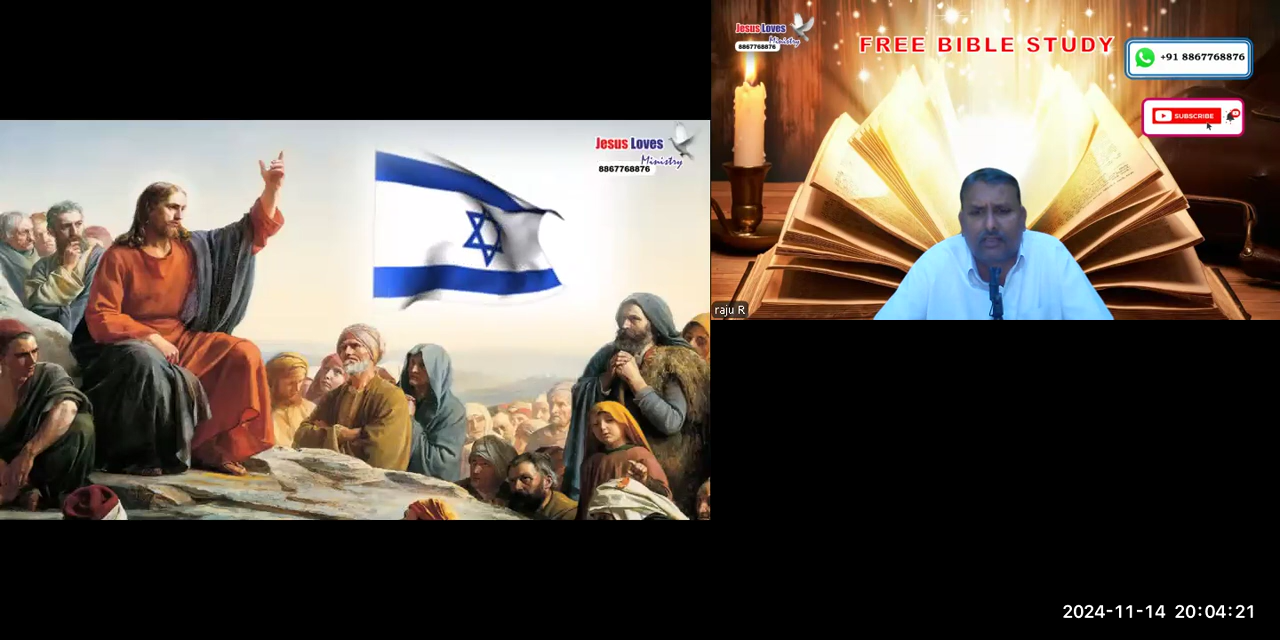 Jesus Loves
Ministry
8867768876
Jesus Loves
Ministry
8867768876
FREE BIBLE STUDY
+91 8867768876
SUBSCRIBE
raju R
2024-11-14 20:04:21